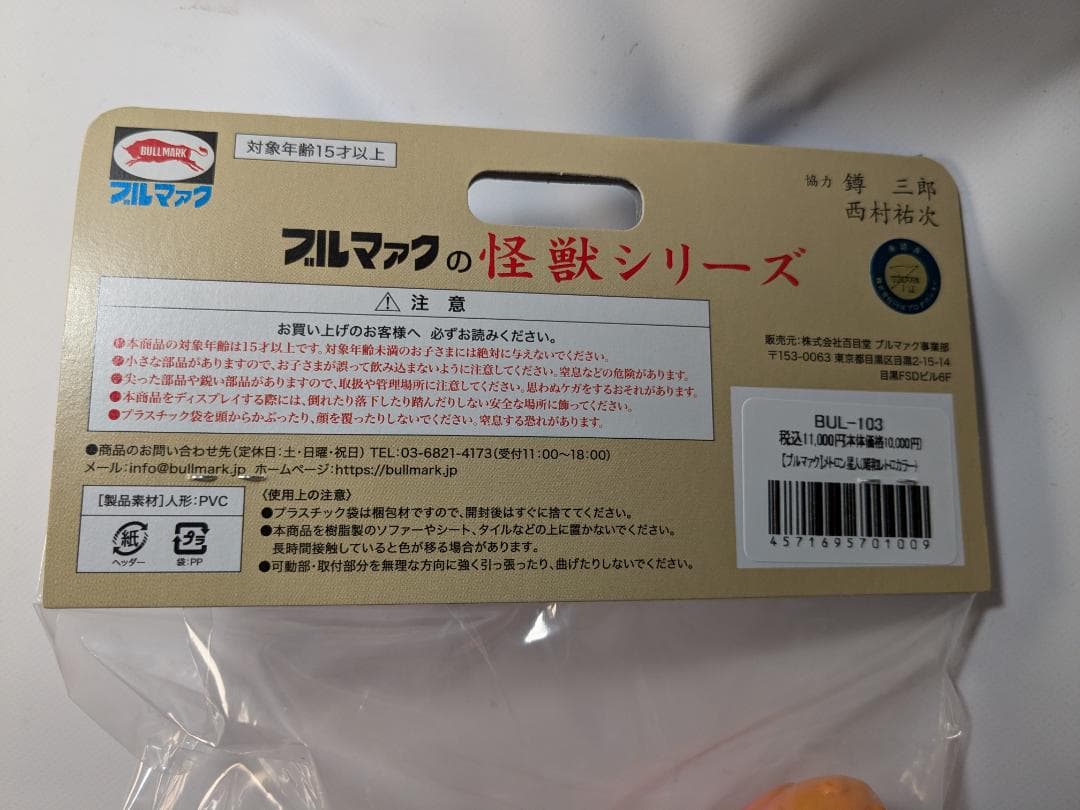 BULLMARK
ブルマァク
対象年齢15才以上
協力 鐏 三郎
西村祐次
ブルマァクの怪獣シリーズ
注 意
お買い上げのお客様へ 必ずお読みください。
●本商品の対象年齢は15才以上です。対象年齢未満のお子さまには絶対に与えないでください。
●小さな部品がありますので、お子さまが誤って飲み込まないように注意してください。窒息などの危険があります。
●尖った部品や鋭い部品がありますので、取扱や管理場所に注意してください。思わぬケガをするおそれがあります。
●本商品をディスプレイする際には、倒れたり落下したり踏んだりしない安全な場所に飾ってください。
●プラスチック袋を頭からかぶったり、顔を覆ったりしないでください。窒息する恐れがあります。
販売元:株式会社百目堂 ブルマァク事業部
〒153-0063 東京都目黒区目黒2-15-14
目黒FSDビル6F
●商品のお問い合わせ先(定休日:土・日曜・祝日) TEL:03-6821-4173(受付11:00〜18:00)
メール:info@bullmark.jp ホームページ:https://bullmark.jp
BUL-103
税込11,000円(本体価格10,000円)
【ブルマァク】メトロン星人(昭和レトロカラー)
4571695701009
[製品素材]人形:PVC
紙
ヘッダー
プラ
袋:PP
〈使用上の注意〉
●プラスチック袋は梱包材ですので、開封後はすぐに捨ててください。
●本商品を樹脂製のソファーやシート、タイルなどの上に置かないでください。
長時間接触していると色が移る場合があります。
●可動部・取付部分を無理な方向に強く引っ張ったり、曲げたりしないでください。